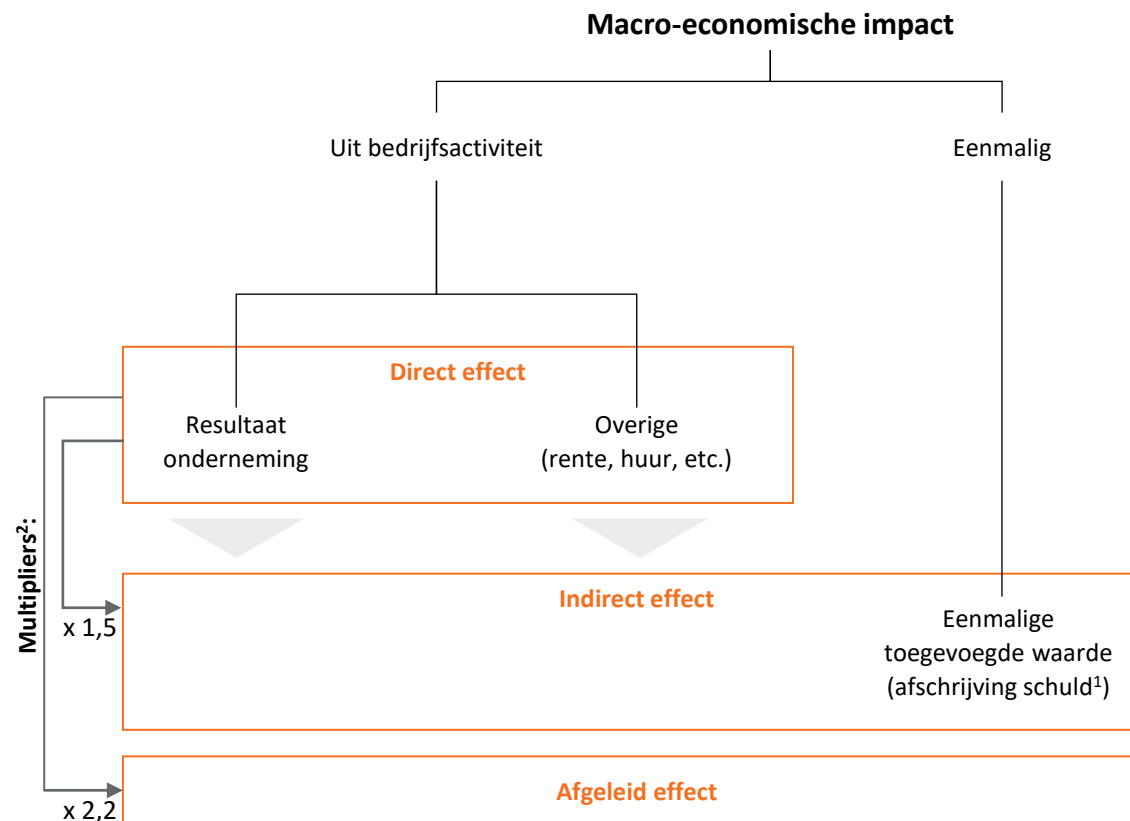 Macro-economische impact
Uit bedrijfsactiviteit
Eenmalig
Direct effect
Resultaat
onderneming
Overige
(rente, huur, etc.)
Multipliers²:
Indirect effect
x 1,5
Eenmalige
toegevoegde waarde
(afschrijving schuld¹)
Afgeleid effect
x 2,2